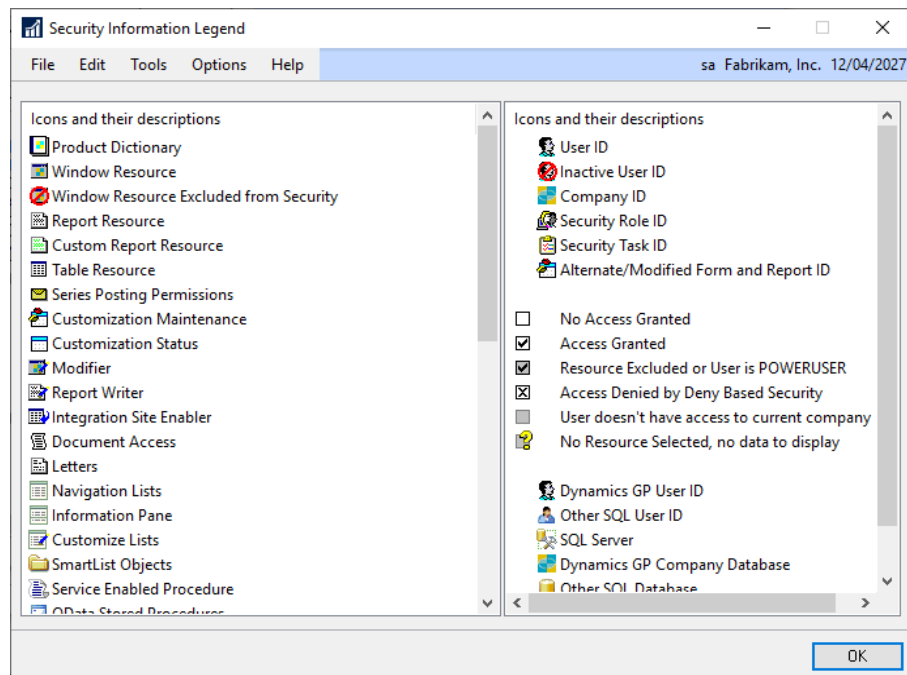 Security Information Legend
File Edit Tools Options Help
sa Fabrikam, Inc. 12/04/2027
Icons and their descriptions
Product Dictionary
Window Resource
Window Resource Excluded from Security
Report Resource
Custom Report Resource
Table Resource
Series Posting Permissions
Customization Maintenance
Customization Status
Modifier
Report Writer
Integration Site Enabler
Document Access
Letters
Navigation Lists
Information Pane
Customize Lists
SmartList Objects
Service Enabled Procedure
OData Stored Procedures
Icons and their descriptions
User ID
Inactive User ID
Company ID
Security Role ID
Security Task ID
Alternate/Modified Form and Report ID
No Access Granted
Access Granted
Resource Excluded or User is POWERUSER
Access Denied by Deny Based Security
User doesn't have access to current company
No Resource Selected, no data to display
Dynamics GP User ID
Other SQL User ID
SQL Server
Dynamics GP Company Database
Other SQL Database
OK